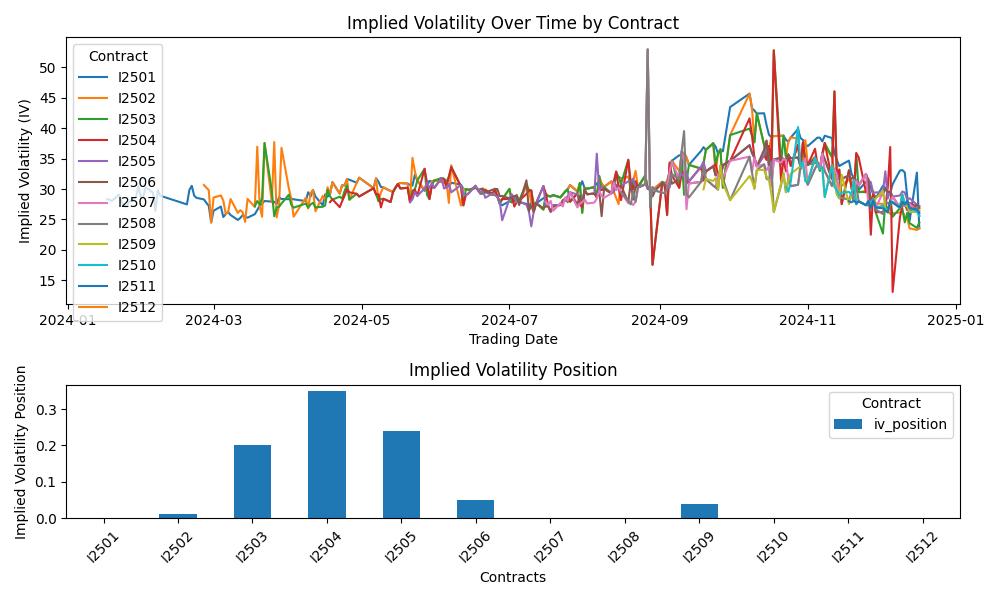 Implied Volatility Over Time by Contract
Implied Volatility (IV)
50
45
40
35
30
25
20
15
Contract
I2501
I2502
I2503
I2504
I2505
I2506
I2507
I2508
I2509
I2510
I2511
I2512
2024-01 2024-03 2024-05 2024-07 2024-09 2024-11 2025-01
Trading Date
Implied Volatility Position
Implied Volatility Position
0.3
0.2
0.1
0.0
Contract
iv_position
I2501 I2502 I2503 I2504 I2505 I2506 I2507 I2508 I2509 I2510 I2511 I2512
Contracts